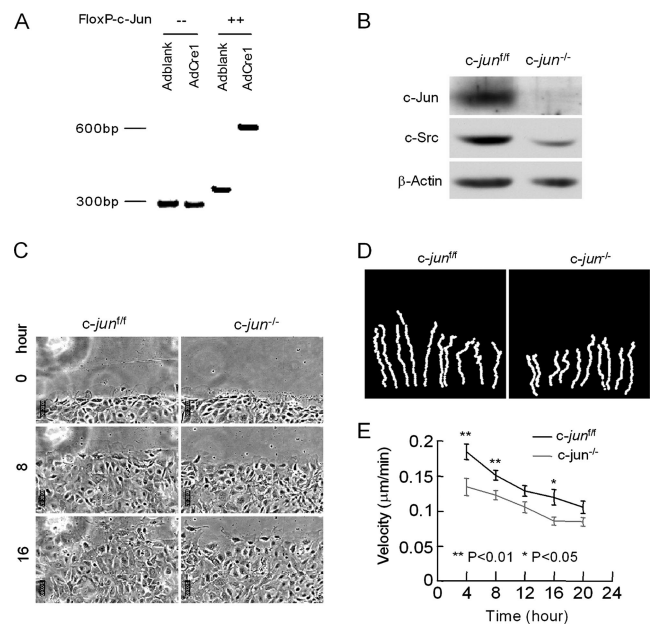 A
FloxP-c-Jun -- ++
Adblank AdCre1 Adblank AdCre1
600bp
300bp
B
c-jun^f/f c-jun^-/-
c-Jun
c-Src
β-Actin
C
c-jun^f/f c-jun^-/-
hour
0
8
16
D
c-jun^f/f c-jun^-/-
E
c-jun^f/f
c-jun^-/-
Velocity (µm/min)
0.2
0.15
0.1
0.05
0
** ** *
** P<0.01 * P<0.05
0 4 8 12 16 20 24
Time (hour)